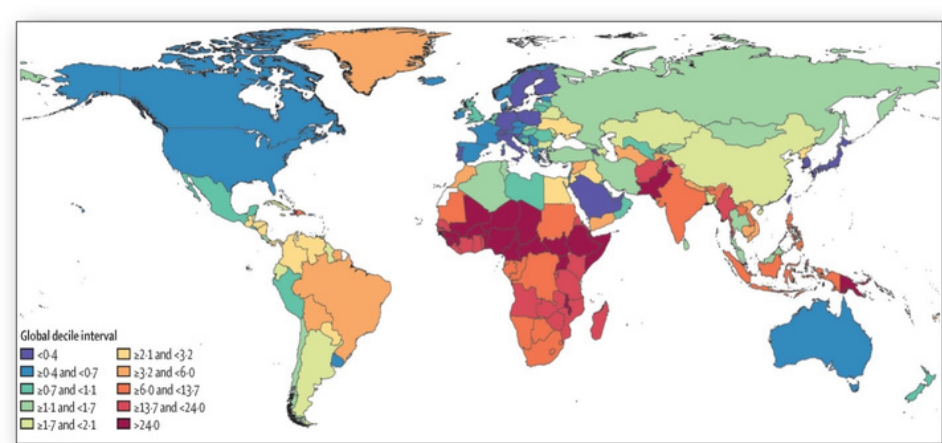 Global decile interval
<0·4
≥0·4 and <0·7
≥0·7 and <1·1
≥1·1 and <1·7
≥1·7 and <2·1
≥2·1 and <3·2
≥3·2 and <6·0
≥6·0 and <13·7
≥13·7 and <24·0
>24·0